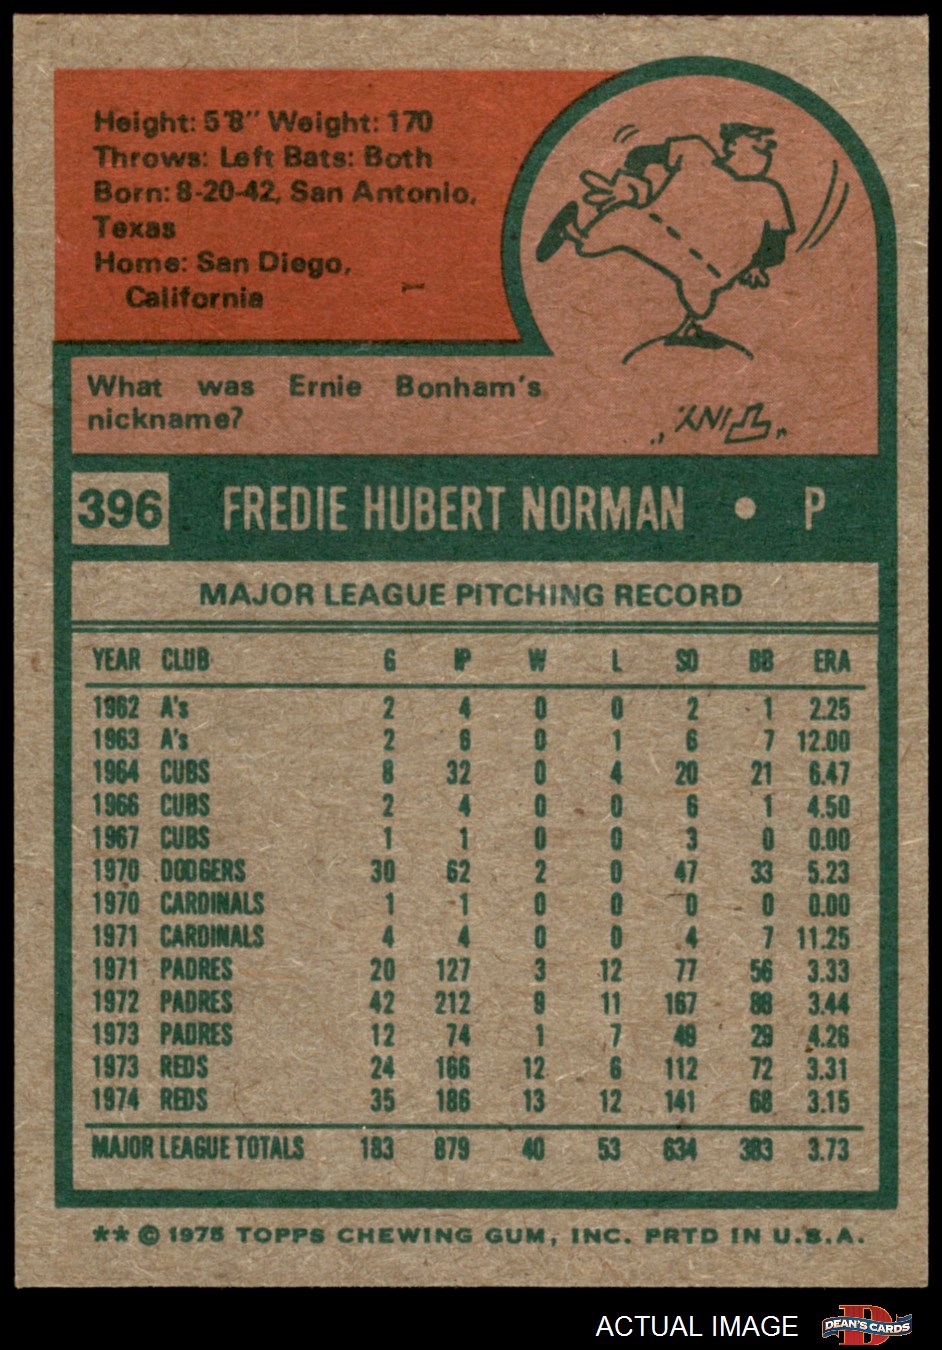 Height: 5'8" Weight: 170
Throws: Left Bats: Both
Born: 8-20-42, San Antonio,
Texas
Home: San Diego,
California
What was Ernie Bonham's
nickname?
"TINY"
396 FREDIE HUBERT NORMAN • P
MAJOR LEAGUE PITCHING RECORD
YEAR CLUB G IP W L SO BB ERA
1962 A's 2 4 0 0 2 1 2.25
1963 A's 2 6 0 1 6 7 12.00
1964 CUBS 8 32 0 4 20 21 6.47
1966 CUBS 2 4 0 0 6 1 4.50
1967 CUBS 1 1 0 0 3 0 0.00
1970 DODGERS 30 62 2 0 47 33 5.23
1970 CARDINALS 1 1 0 0 0 0 0.00
1971 CARDINALS 4 4 0 0 4 7 11.25
1971 PADRES 20 127 3 12 77 56 3.33
1972 PADRES 42 212 9 11 167 88 3.44
1973 PADRES 12 74 1 7 49 29 4.26
1973 REDS 24 166 12 6 112 72 3.31
1974 REDS 35 186 13 12 141 68 3.15
MAJOR LEAGUE TOTALS 183 879 40 53 634 383 3.73
** © 1975 TOPPS CHEWING GUM, INC. PRTD IN U.S.A.
ACTUAL IMAGE
D
DEAN'S CARDS